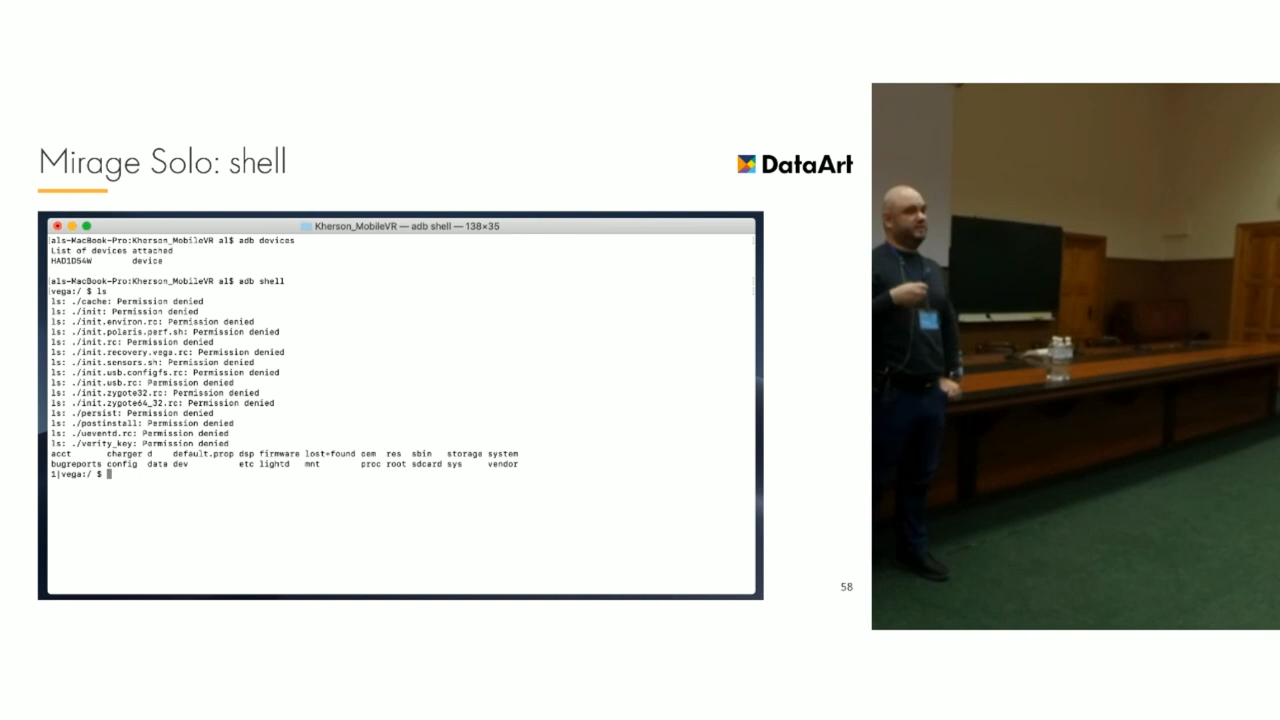 Mirage Solo: shell
DataArt
Kherson_MobileVR — adb shell — 138×35
[als-MacBook-Pro:Kherson_MobileVR al$ adb devices
List of devices attached
HAD1D54W device
[als-MacBook-Pro:Kherson_MobileVR al$ adb shell
[vega:/ $ ls
ls: ./cache: Permission denied
ls: ./init: Permission denied
ls: ./init.environ.rc: Permission denied
ls: ./init.polaris.perf.sh: Permission denied
ls: ./init.rc: Permission denied
ls: ./init.recovery.vega.rc: Permission denied
ls: ./init.sensors.sh: Permission denied
ls: ./init.usb.configfs.rc: Permission denied
ls: ./init.usb.rc: Permission denied
ls: ./init.zygote32.rc: Permission denied
ls: ./init.zygote64_32.rc: Permission denied
ls: ./persist: Permission denied
ls: ./postinstall: Permission denied
ls: ./ueventd.rc: Permission denied
ls: ./verity_key: Permission denied
acct charger d default.prop dsp firmware lost+found oem res sbin storage system
bugreports config data dev etc lightd mnt proc root sdcard sys vendor
1|vega:/ $
58